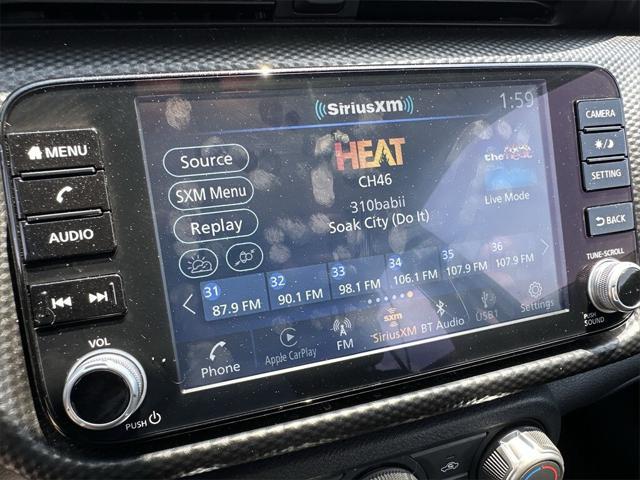 SiriusXM
1:59
MENU
AUDIO
VOL
PUSH
Source
SXM Menu
Replay
HEAT
CH46
310babii
Soak City (Do It)
the heat
Live Mode
31 87.9 FM
32 90.1 FM
33 98.1 FM
34 106.1 FM
35 107.9 FM
36 107.9 FM
Phone
Apple CarPlay
FM
sxm
SiriusXM
BT Audio
USB1
Settings
CAMERA
SETTING
BACK
TUNE-SCROLL
PUSH
SOUND